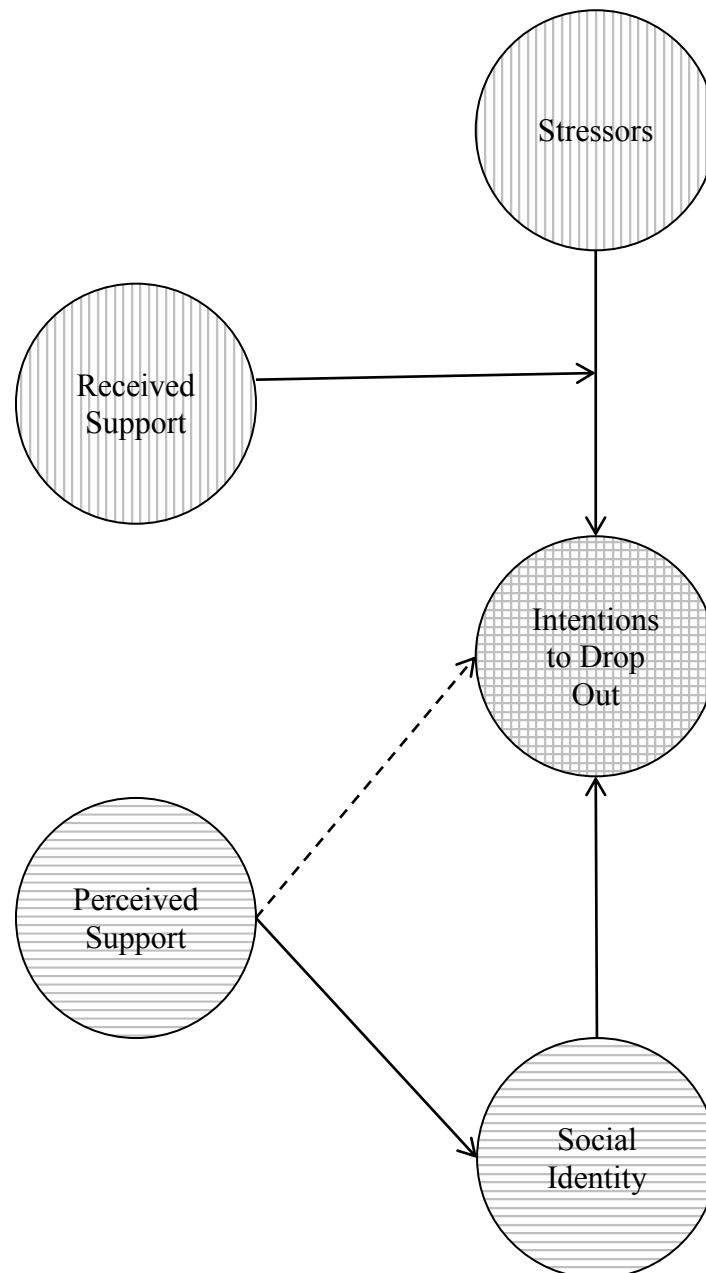 Stressors
Received
Support
Intentions
to Drop
Out
Perceived
Support
Social
Identity